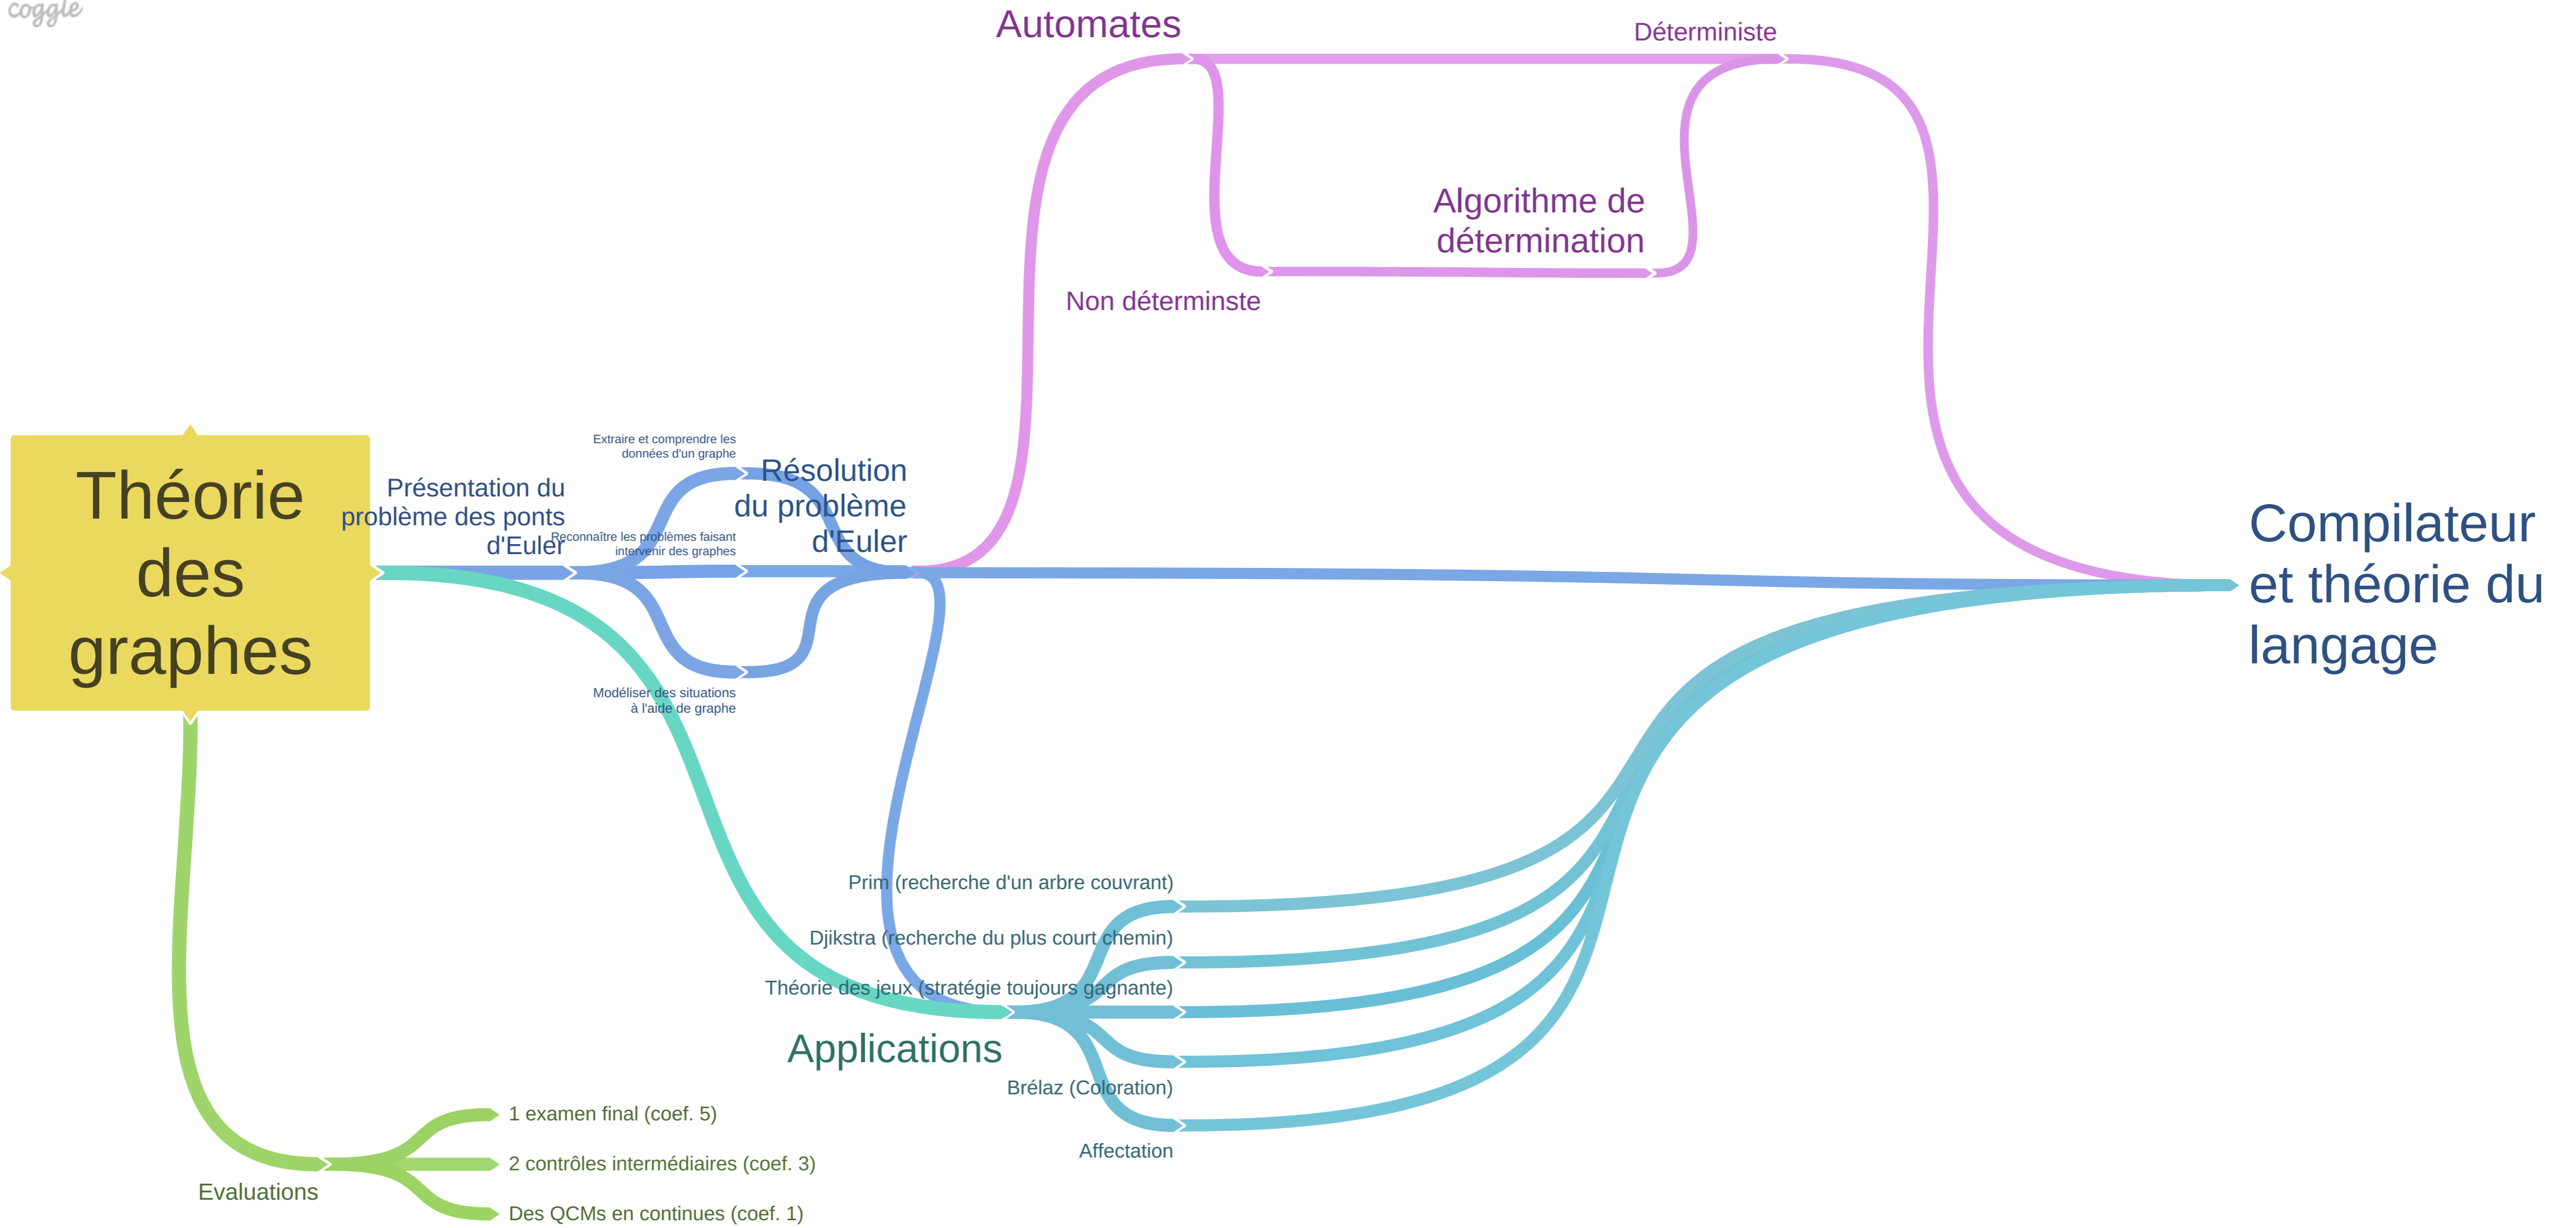 coggle
Automates
Déterministe
Algorithme de
détermination
Non déterminste
Théorie
des
graphes
Présentation du
problème des ponts
d'Euler
Extraire et comprendre les
données d'un graphe
Reconnaître les problèmes faisant
intervenir des graphes
Modéliser des situations
à l'aide de graphe
Résolution
du problème
d'Euler
Compilateur
et théorie du
langage
Prim (recherche d'un arbre couvrant)
Djikstra (recherche du plus court chemin)
Théorie des jeux (stratégie toujours gagnante)
Applications
Brélaz (Coloration)
Affectation
Evaluations
1 examen final (coef. 5)
2 contrôles intermédiaires (coef. 3)
Des QCMs en continues (coef. 1)